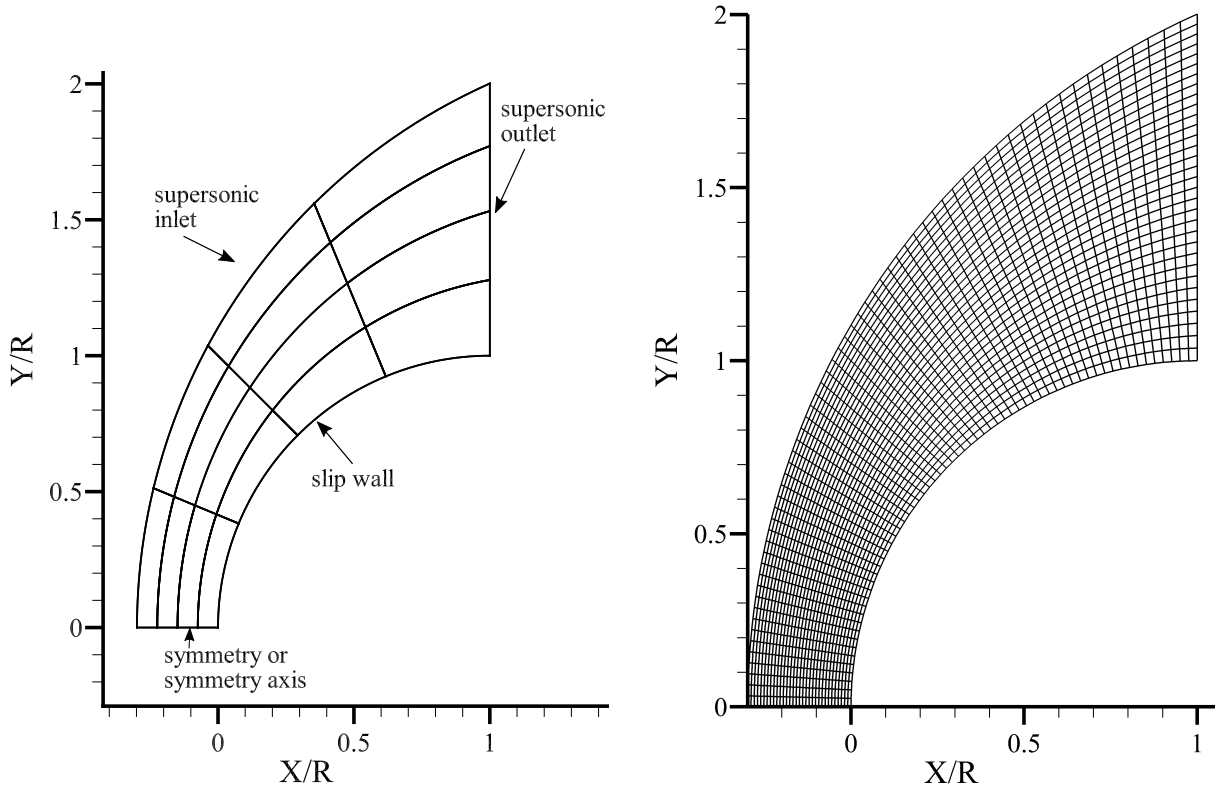 2
1.5
1
0.5
0
Y/R
supersonic
inlet
supersonic
outlet
slip wall
symmetry or
symmetry axis
0
0.5
1
X/R
2
1.5
1
0.5
0
Y/R
0
0.5
1
X/R